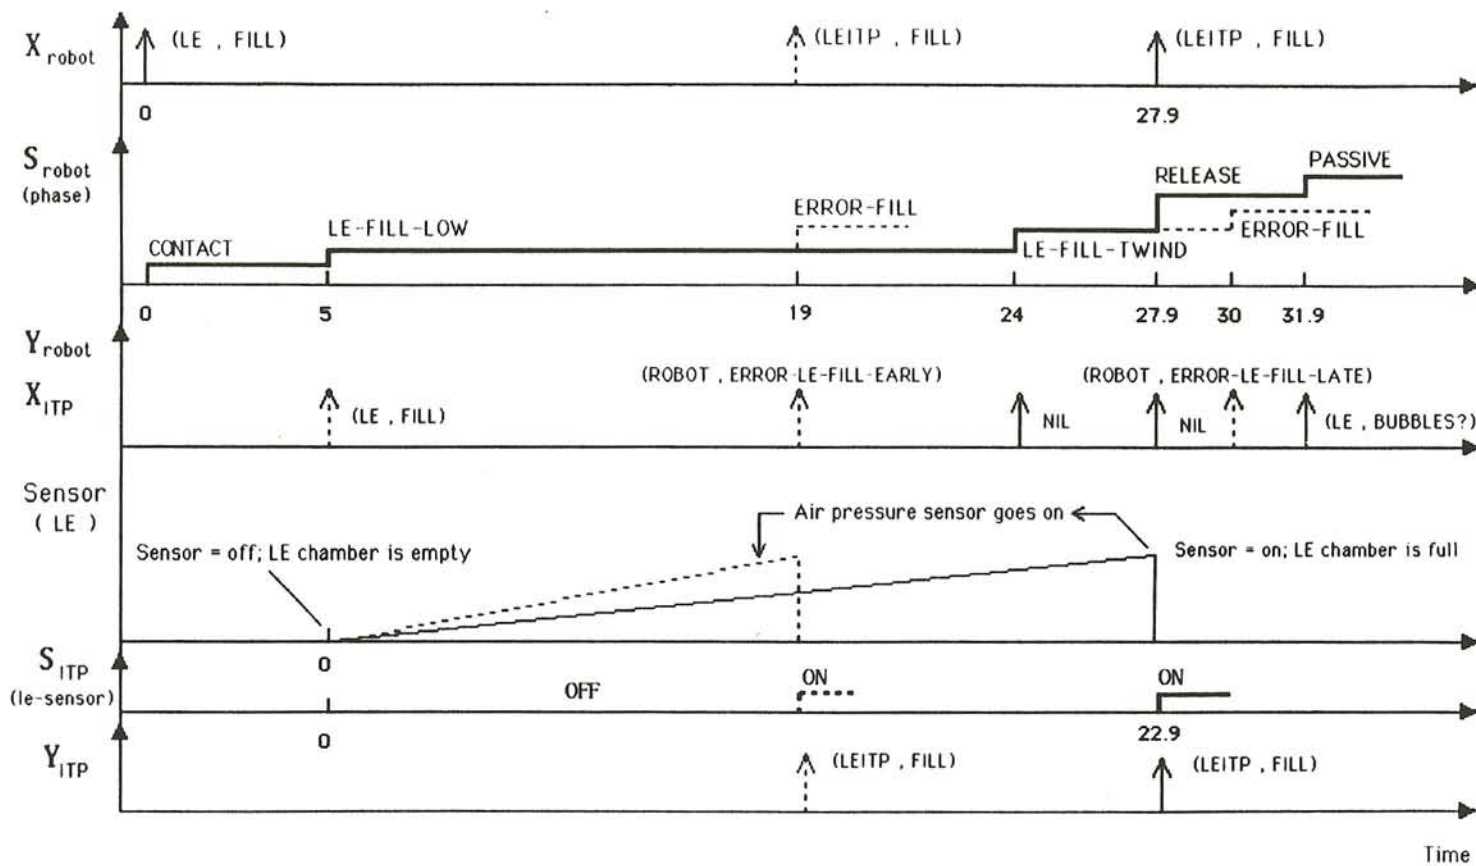 X robot
(LE , FILL)
(LEITP , FILL)
(LEITP , FILL)
0
27.9
S robot
(phase)
PASSIVE
RELEASE
ERROR-FILL
LE-FILL-LOW
ERROR-FILL
CONTACT
LE-FILL-TWIND
0
5
19
24
27.9
30
31.9
Y robot
(ROBOT , ERROR-LE-FILL-EARLY)
(ROBOT , ERROR-LE-FILL-LATE)
X ITP
(LE , FILL)
NIL
NIL
(LE , BUBBLES?)
Sensor
( LE )
Air pressure sensor goes on
Sensor = off; LE chamber is empty
Sensor = on; LE chamber is full
0
S ITP
(le-sensor)
OFF
ON
ON
0
22.9
Y ITP
(LEITP , FILL)
(LEITP , FILL)
Time